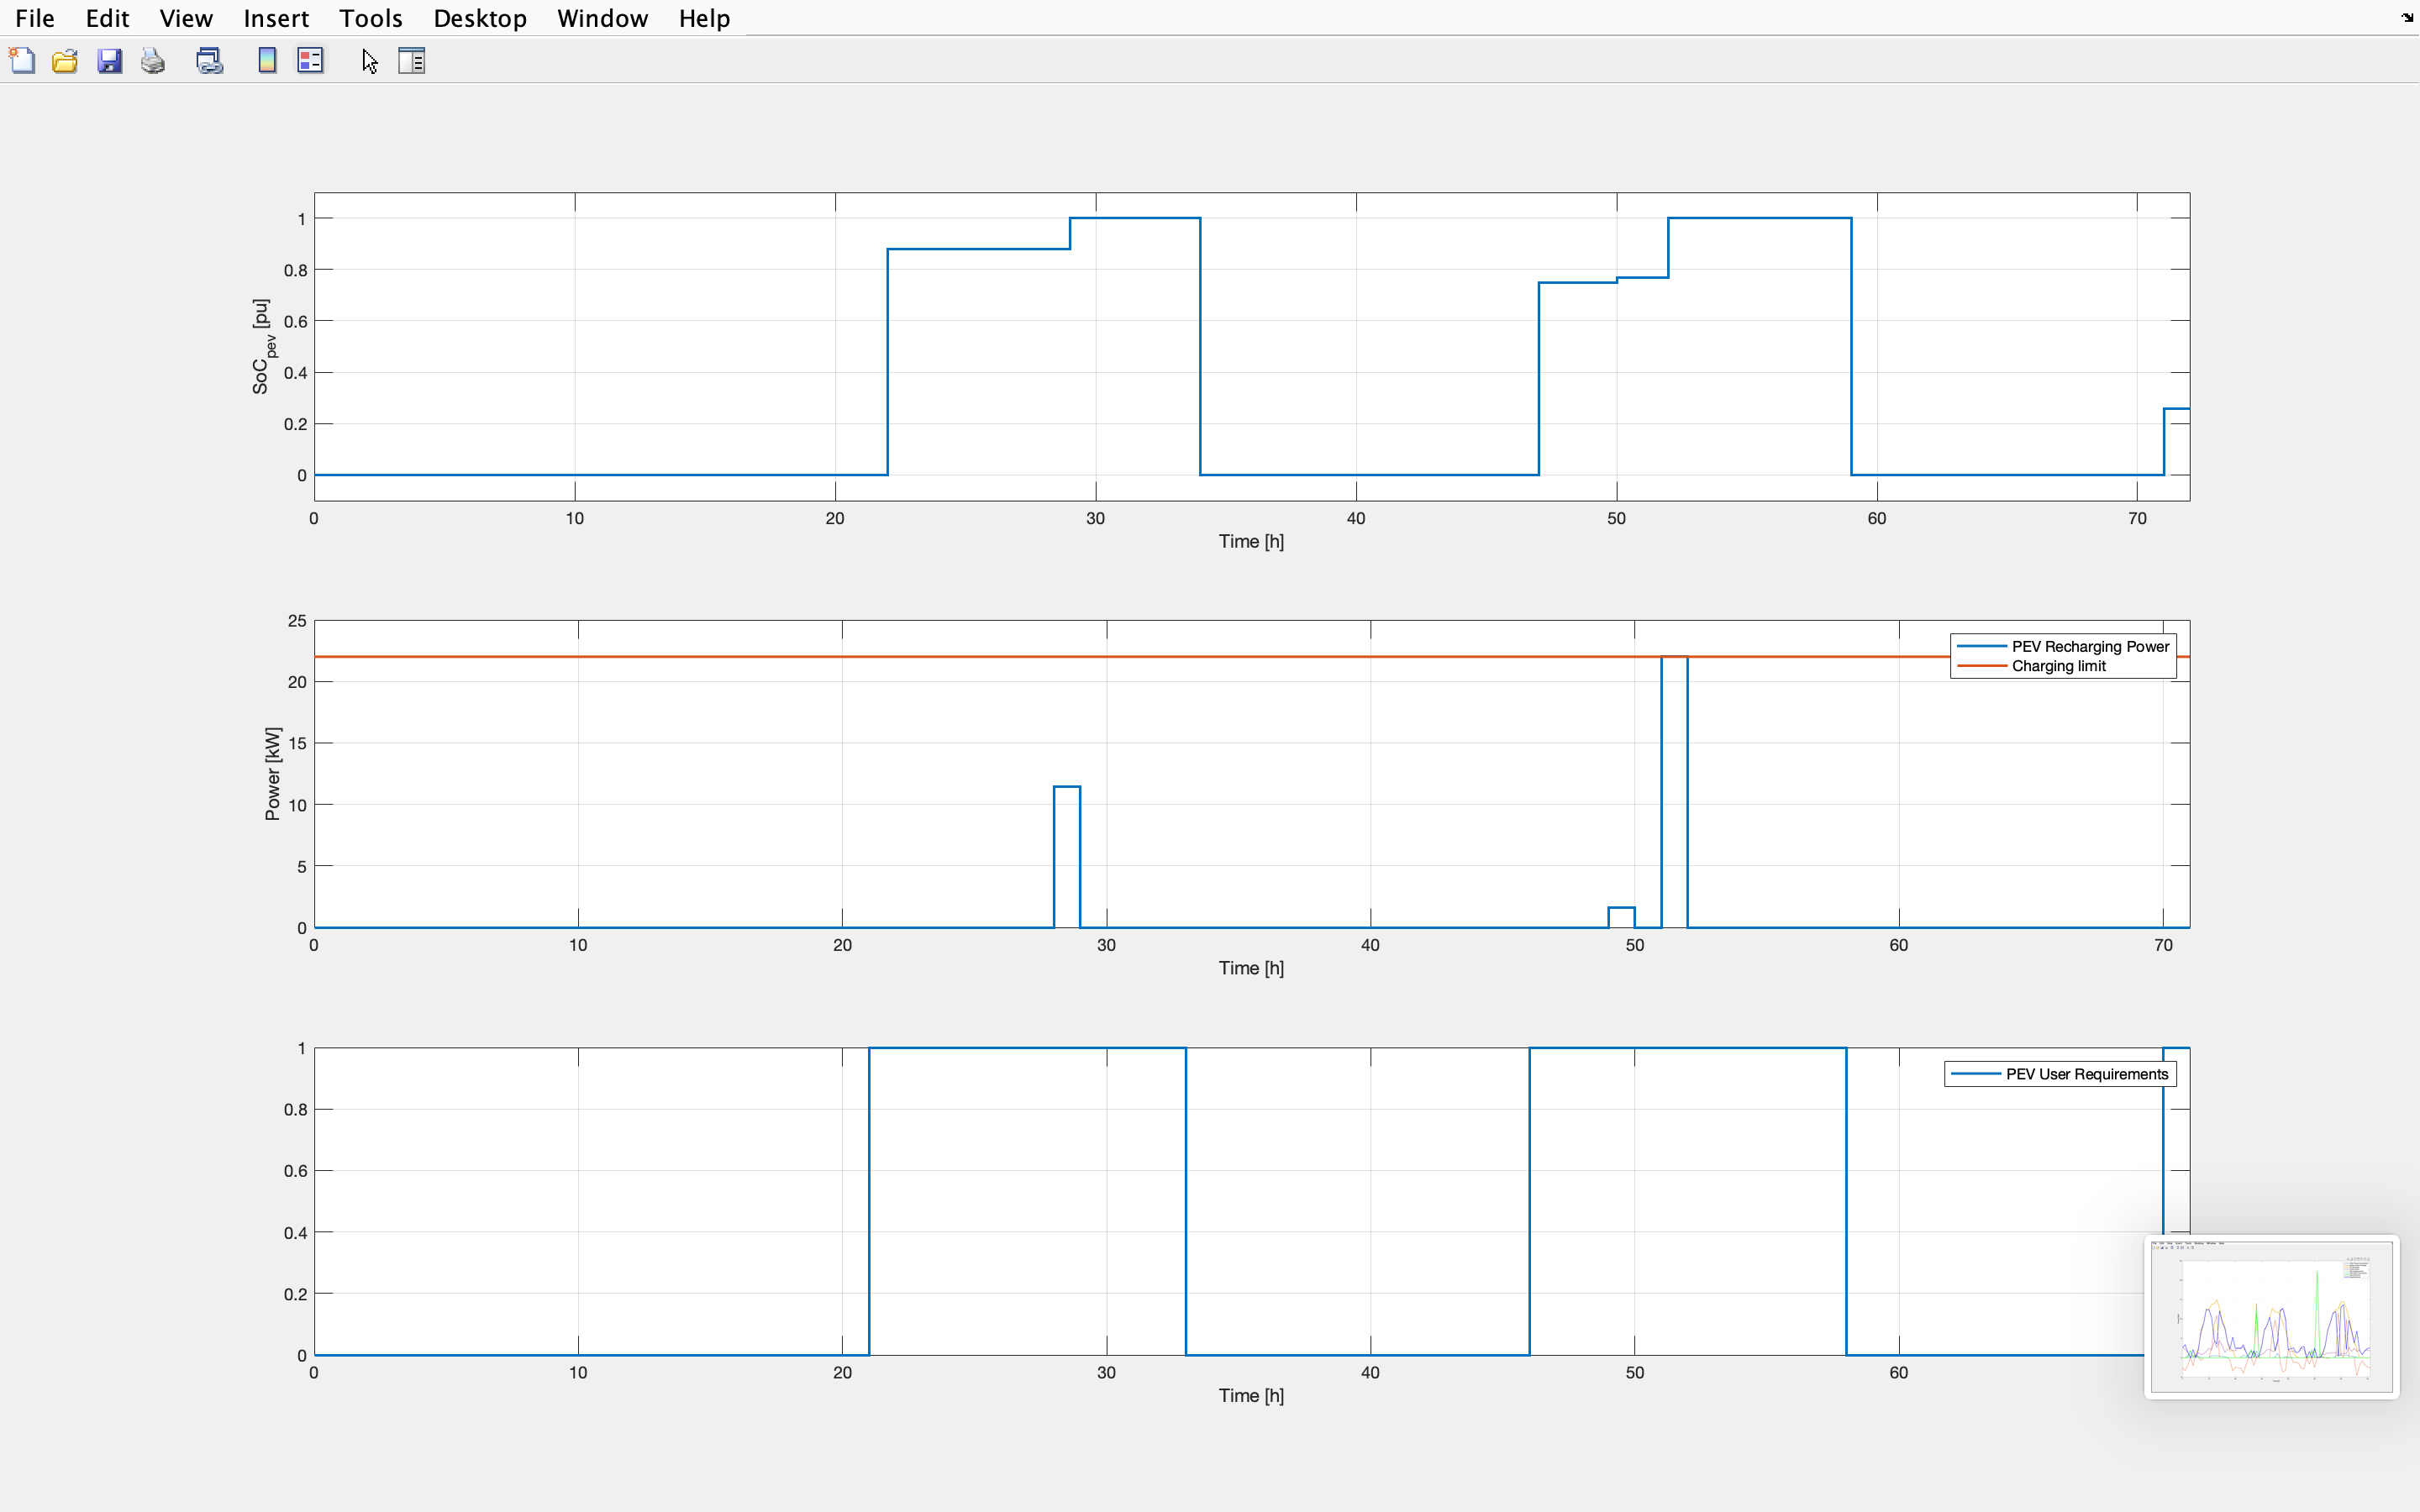 File Edit View Insert Tools Desktop Window Help
1
0.8
0.6
0.4
0.2
0
SoC_pev [pu]
0 10 20 30 40 50 60 70
Time [h]
25
20
15
10
5
0
Power [kW]
PEV Recharging Power
Charging limit
0 10 20 30 40 50 60 70
Time [h]
1
0.8
0.6
0.4
0.2
0
PEV User Requirements
0 10 20 30 40 50 60
Time [h]